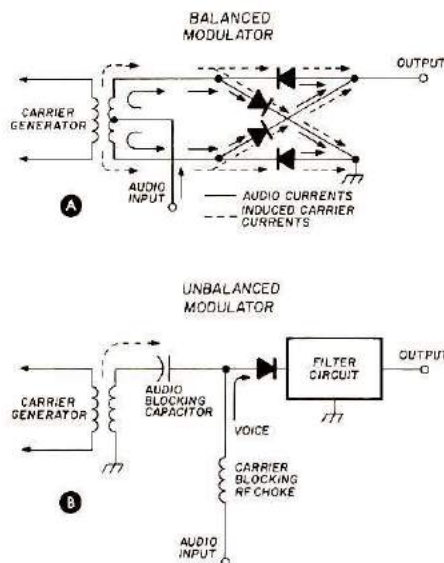 BALANCED
MODULATOR
OUTPUT
CARRIER
GENERATOR
AUDIO
INPUT
AUDIO CURRENTS
INDUCED CARRIER
CURRENTS
A
UNBALANCED
MODULATOR
FILTER
CIRCUIT
OUTPUT
AUDIO
BLOCKING
CAPACITOR
CARRIER
GENERATOR
VOICE
CARRIER
BLOCKING
RF CHOKE
B
AUDIO
INPUT